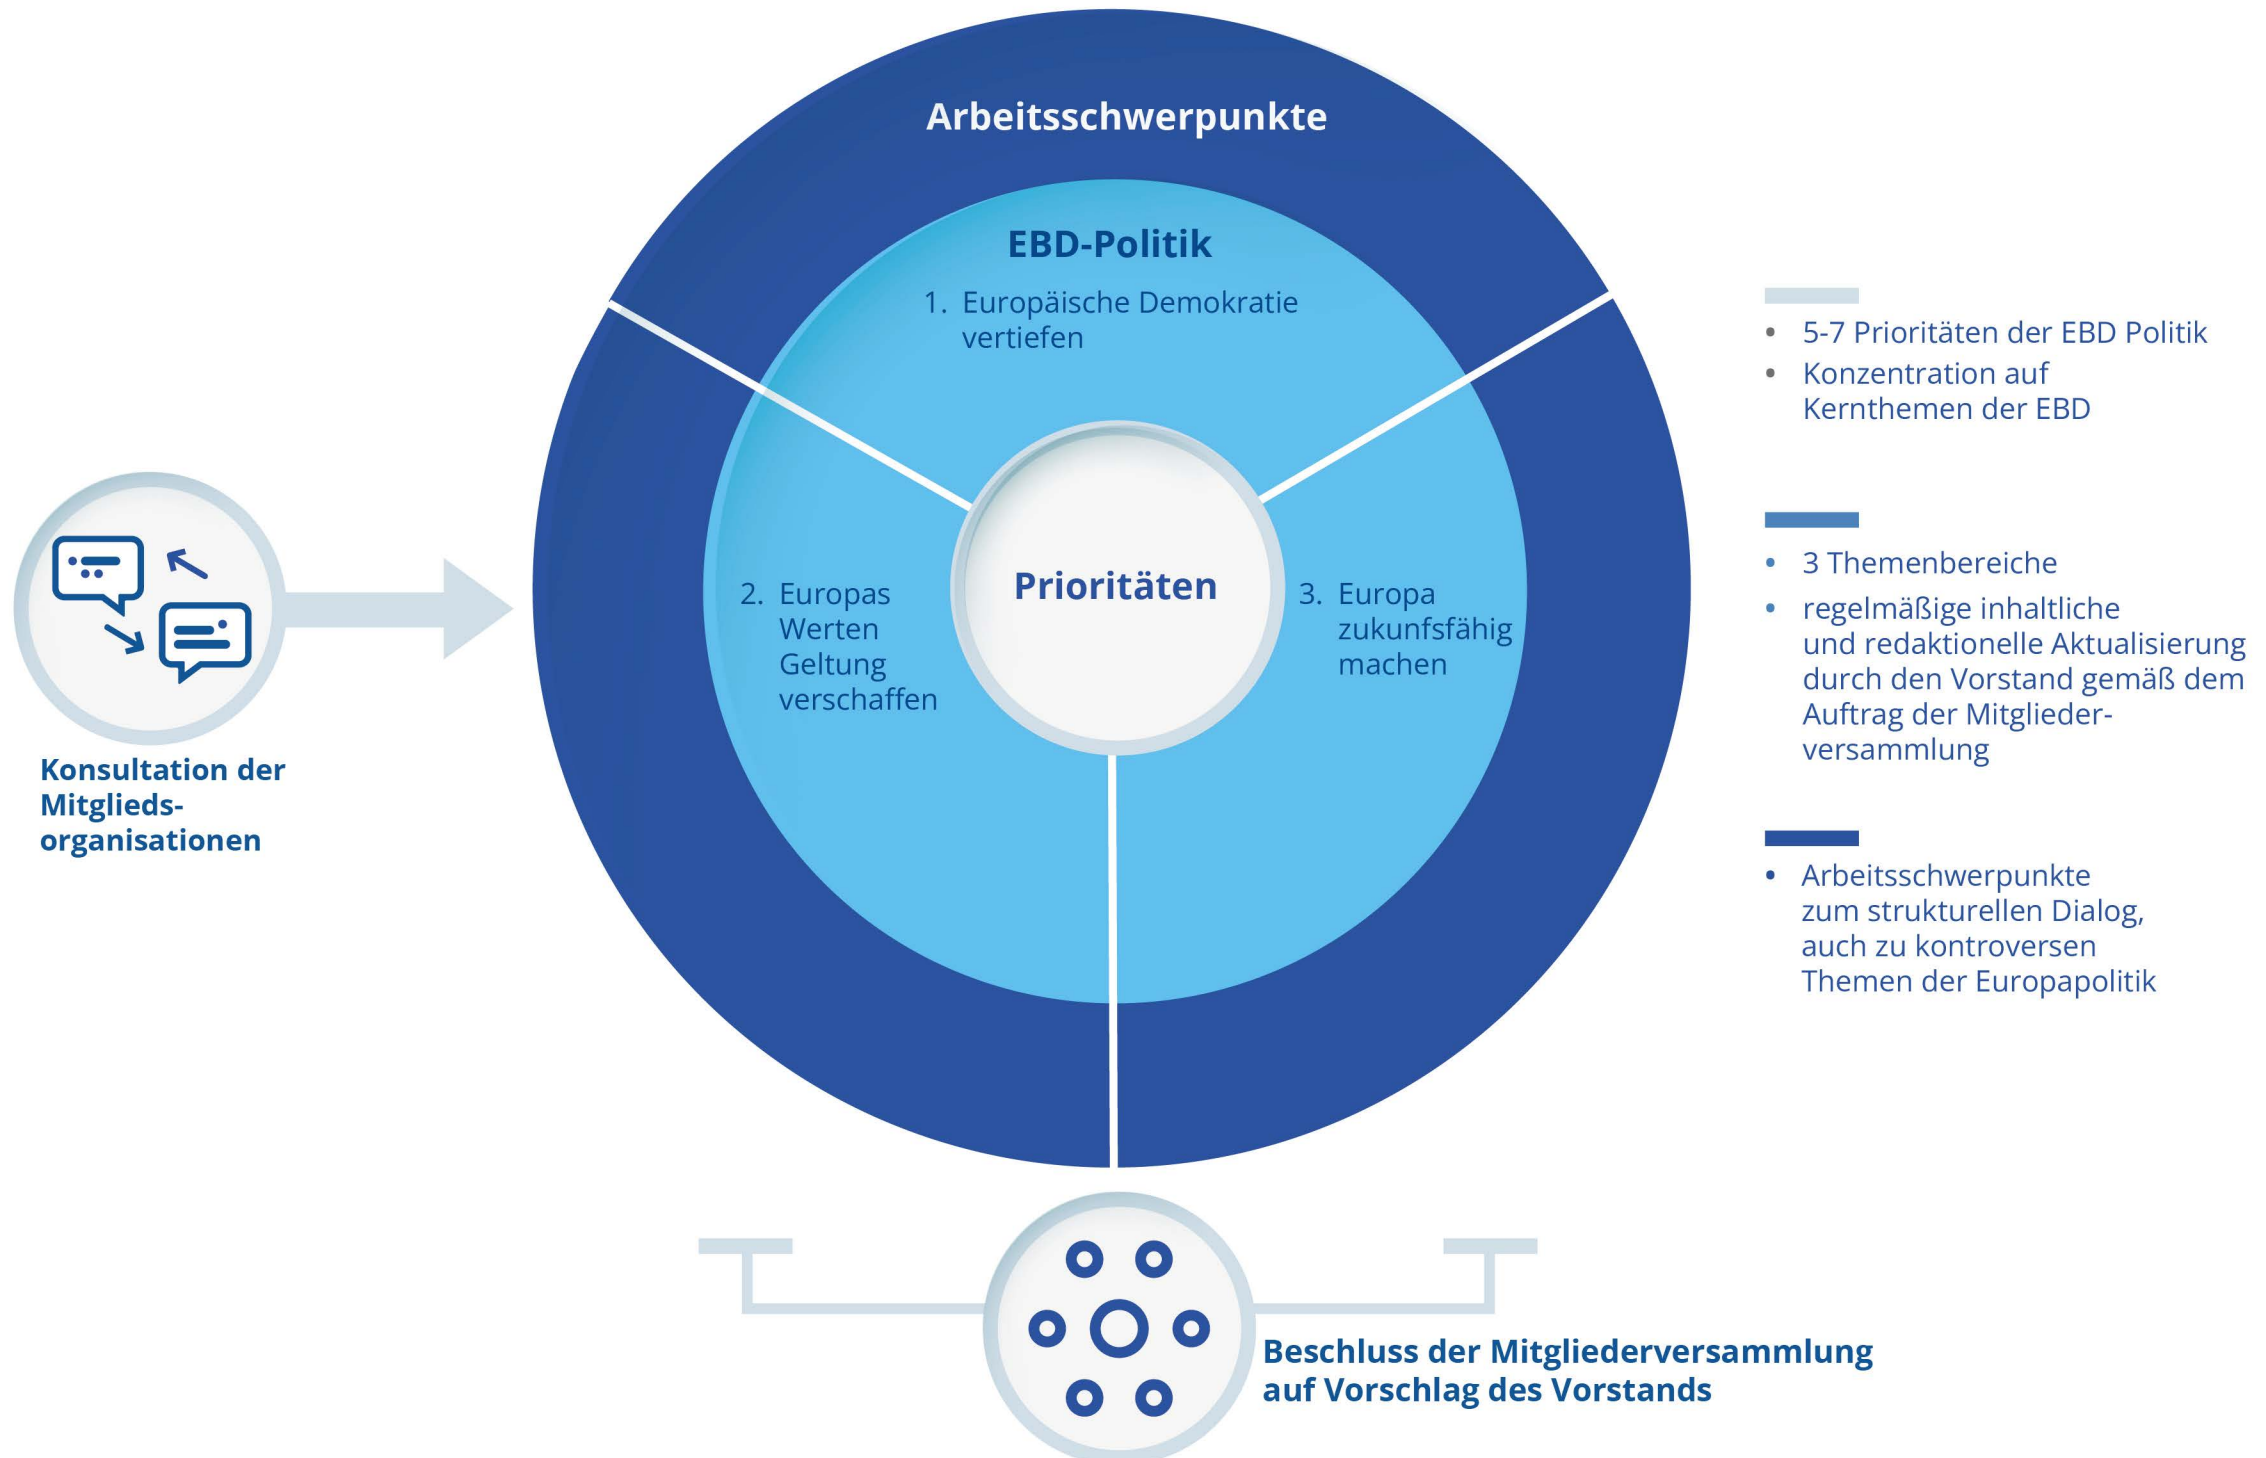 Arbeitsschwerpunkte
EBD-Politik
1. Europäische Demokratie
vertiefen
Prioritäten
2. Europas
Werten
Geltung
verschaffen
3. Europa
zukunfsfähig
machen
Konsultation der
Mitglieds-
organisationen
• 5-7 Prioritäten der EBD Politik
• Konzentration auf
Kernthemen der EBD
• 3 Themenbereiche
• regelmäßige inhaltliche
und redaktionelle Aktualisierung
durch den Vorstand gemäß dem
Auftrag der Mitglieder-
versammlung
• Arbeitsschwerpunkte
zum strukturellen Dialog,
auch zu kontroversen
Themen der Europapolitik
Beschluss der Mitgliederversammlung
auf Vorschlag des Vorstands